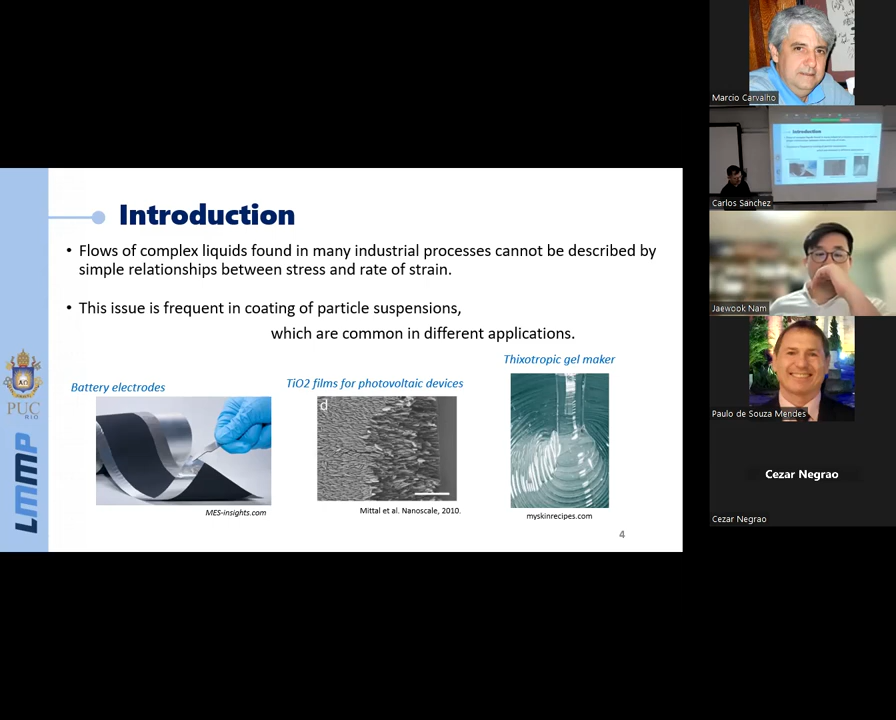 Introduction
• Flows of complex liquids found in many industrial processes cannot be described by
simple relationships between stress and rate of strain.
• This issue is frequent in coating of particle suspensions,
which are common in different applications.
Battery electrodes
TiO2 films for photovoltaic devices
Thixotropic gel maker
d
MES-insights.com
Mittal et al. Nanoscale, 2010.
myskinrecipes.com
4
PUC
RIO
LMMP
Marcio Carvalho
Introduction
Carlos Sanchez
Jaewook Nam
Paulo de Souza Mendes
Cezar Negrao
Cezar Negrao